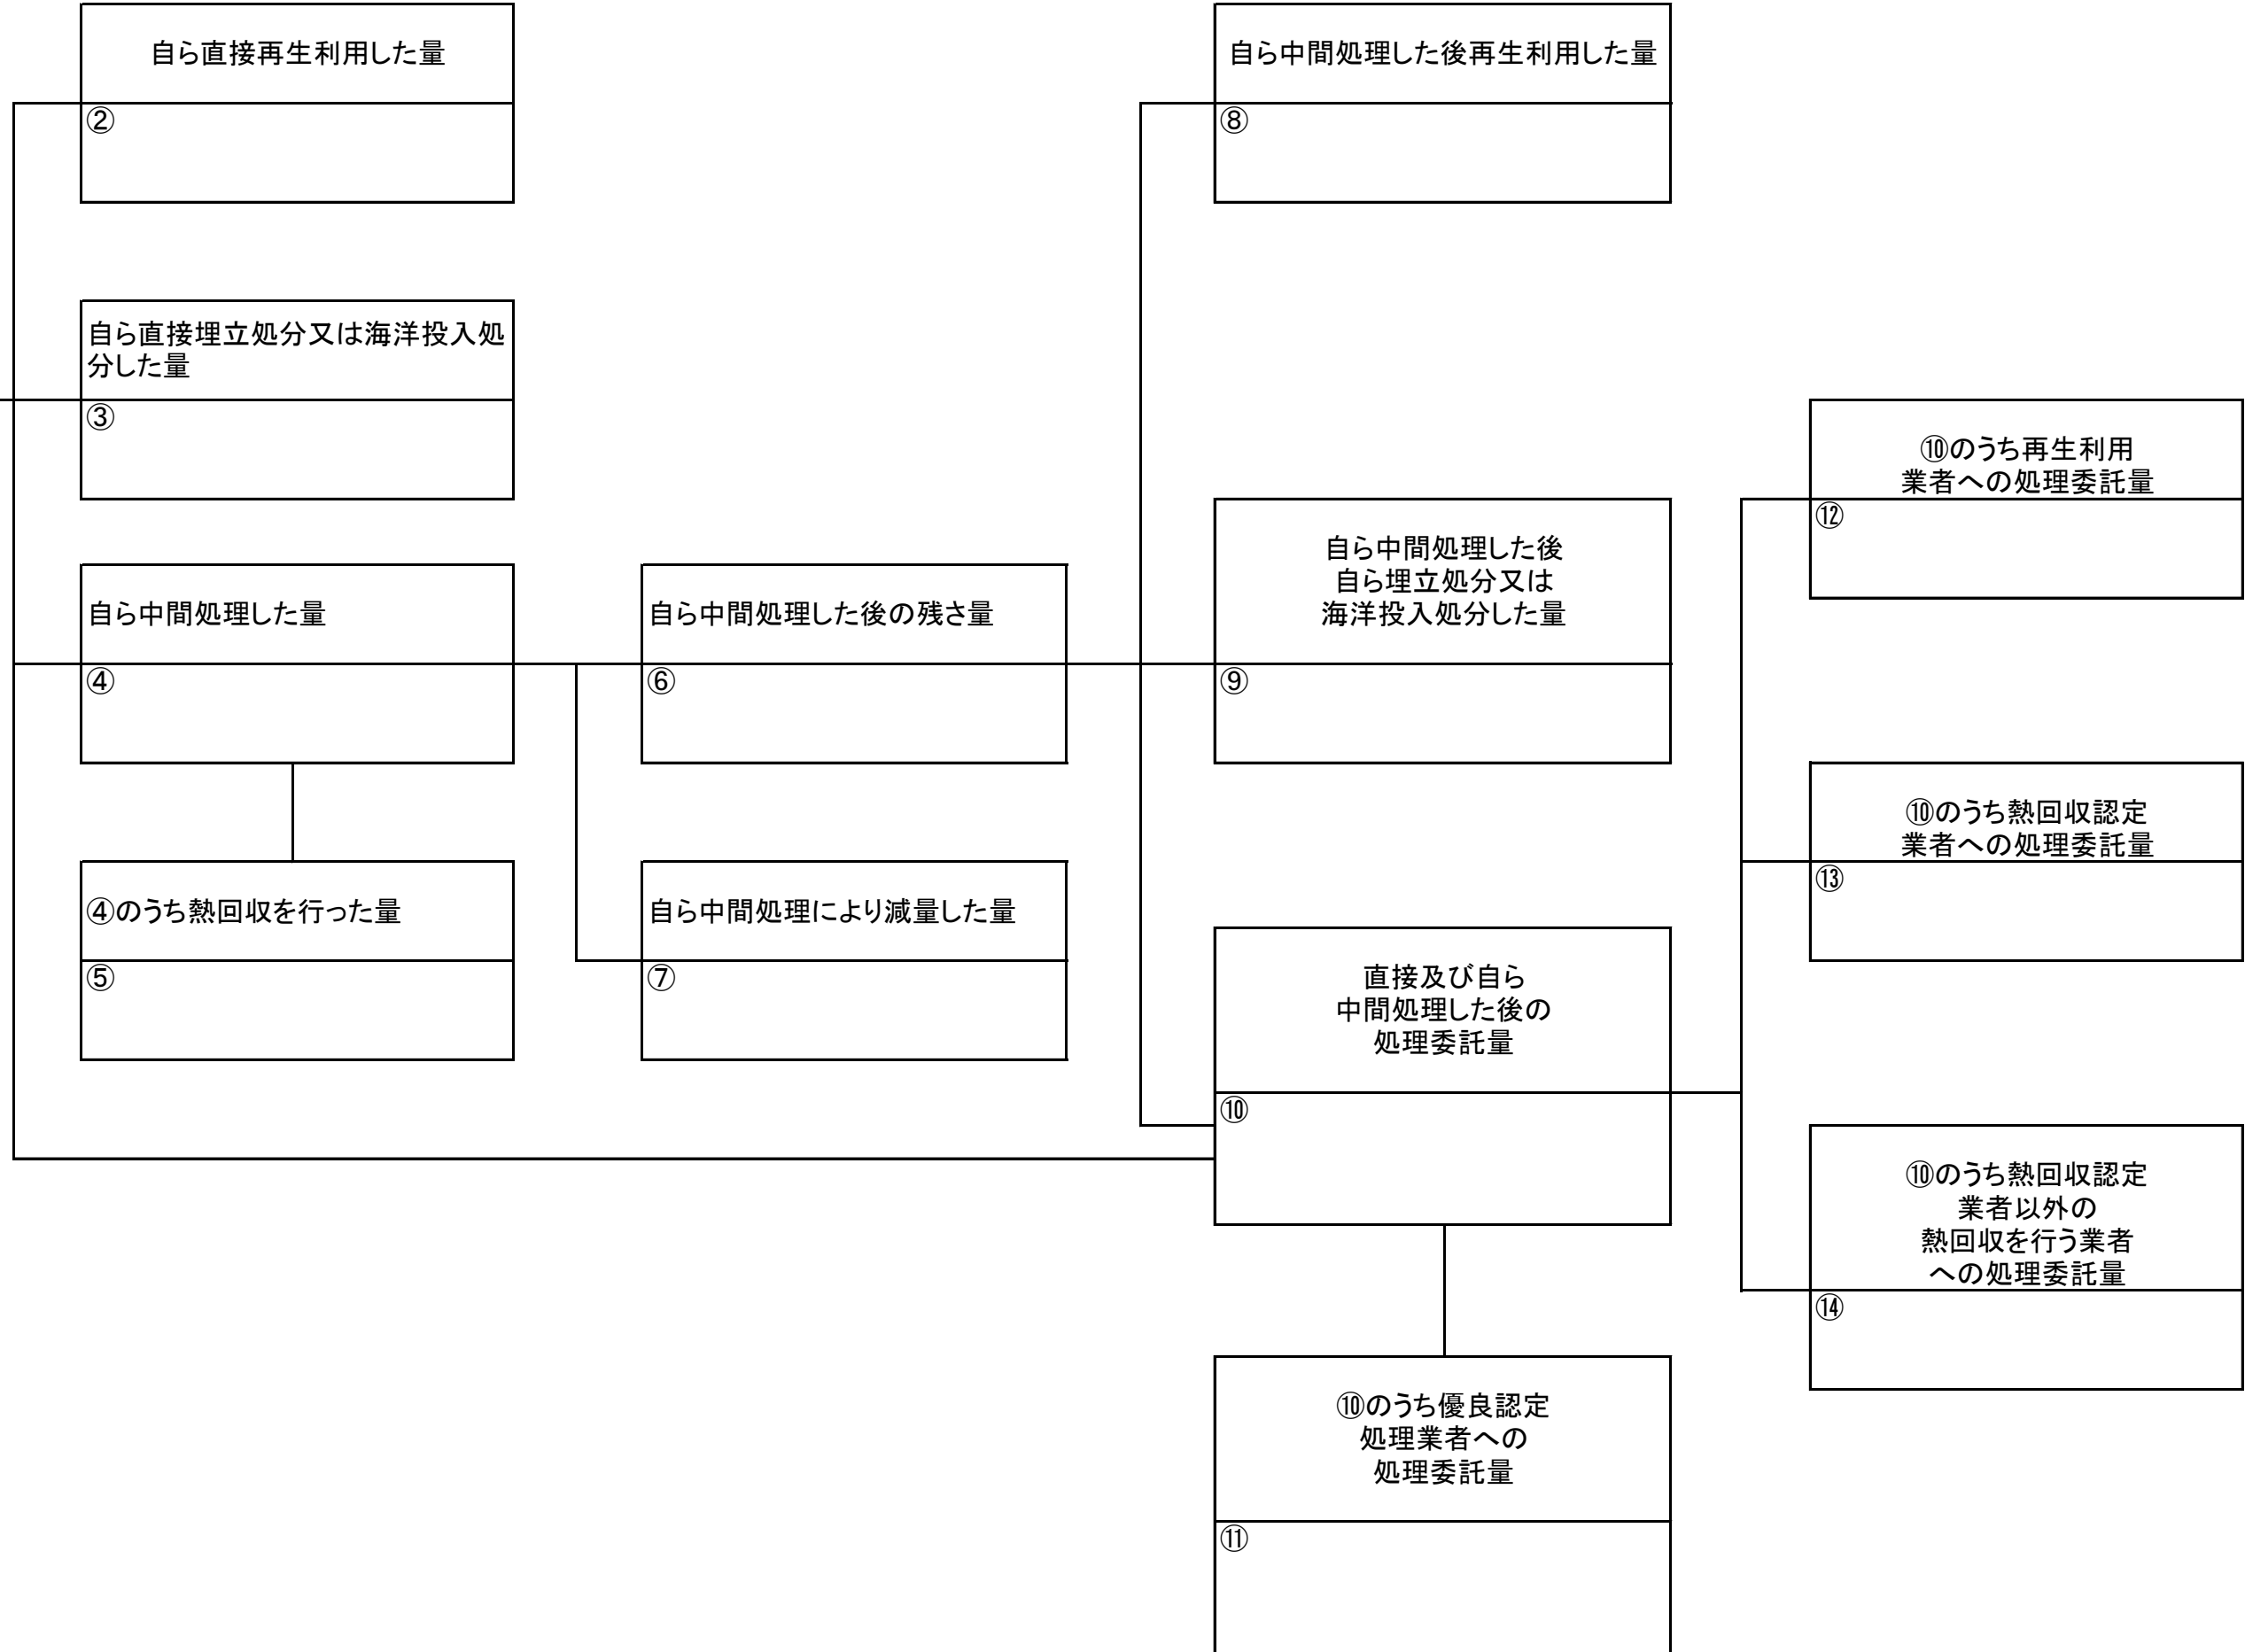 自ら直接再生利用した量
②
自ら直接埋立処分又は海洋投入処
分した量
③
自ら中間処理した量
④
④のうち熱回収を行った量
⑤
自ら中間処理した後の残さ量
⑥
自ら中間処理により減量した量
⑦
自ら中間処理した後再生利用した量
⑧
自ら中間処理した後
自ら埋立処分又は
海洋投入処分した量
⑨
直接及び自ら
中間処理した後の
処理委託量
⑩
⑩のうち優良認定
処理業者への
処理委託量
⑪
⑩のうち再生利用
業者への処理委託量
⑫
⑩のうち熱回収認定
業者への処理委託量
⑬
⑩のうち熱回収認定
業者以外の
熱回収を行う業者
への処理委託量
⑭